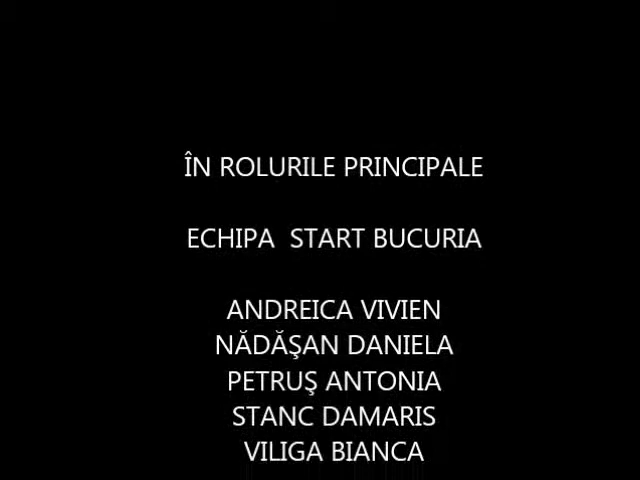 ÎN ROLURILE PRINCIPALE
ECHIPA START BUCURIA
ANDREICA VIVIEN
NĂDĂŞAN DANIELA
PETRUŞ ANTONIA
STANC DAMARIS
VILIGA BIANCA